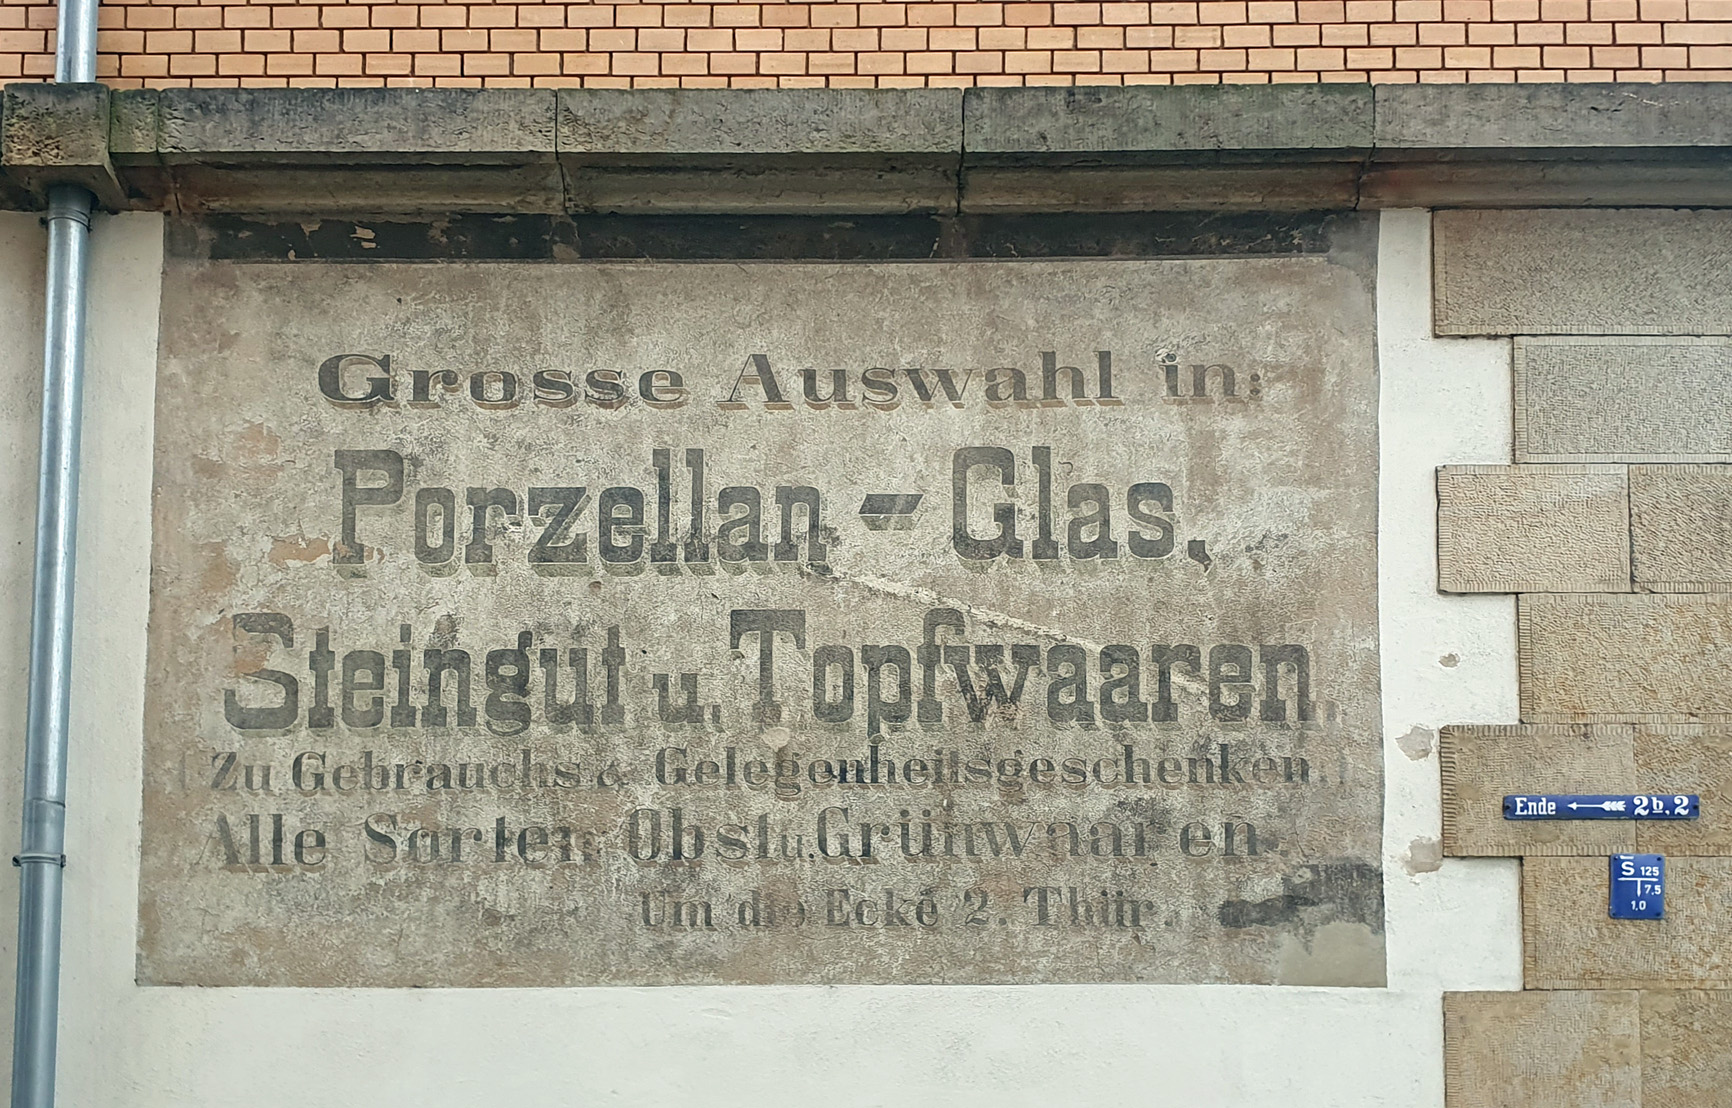 Grosse Auswahl in:
Porzellan - Glas,
Steingut u. Topfwaaren
Zu Gebrauchs & Gelegenheitsgeschenken.
Alle Sorten Obst u. Grünwaaren.
Um die Ecke 2. Thür.
Ende 2b, 2
S 125
7.5
1,0